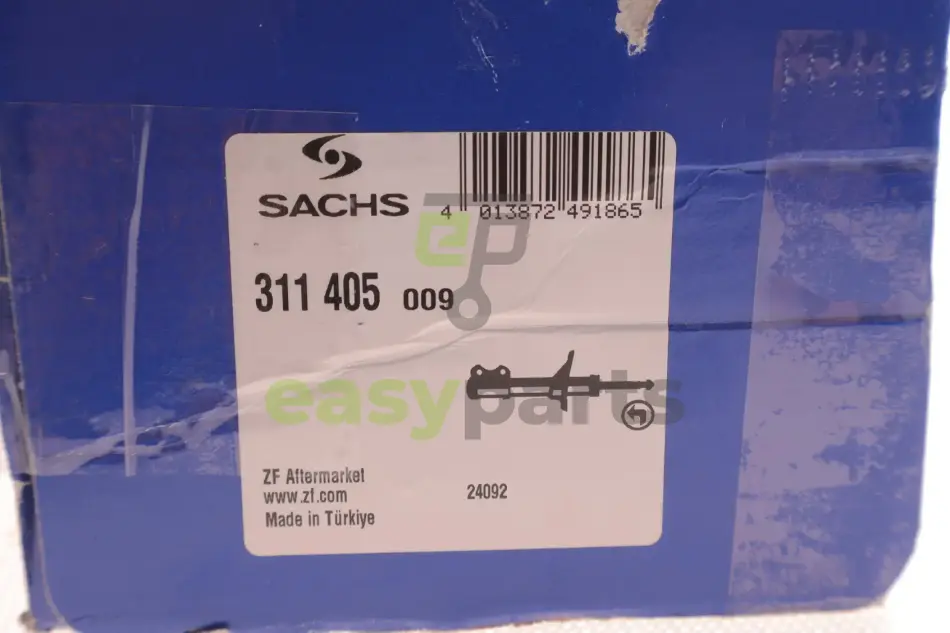 SACHS
4 013872 491865
311 405 009
easyparts
ZF Aftermarket
www.zf.com
24092
Made in Türkiye